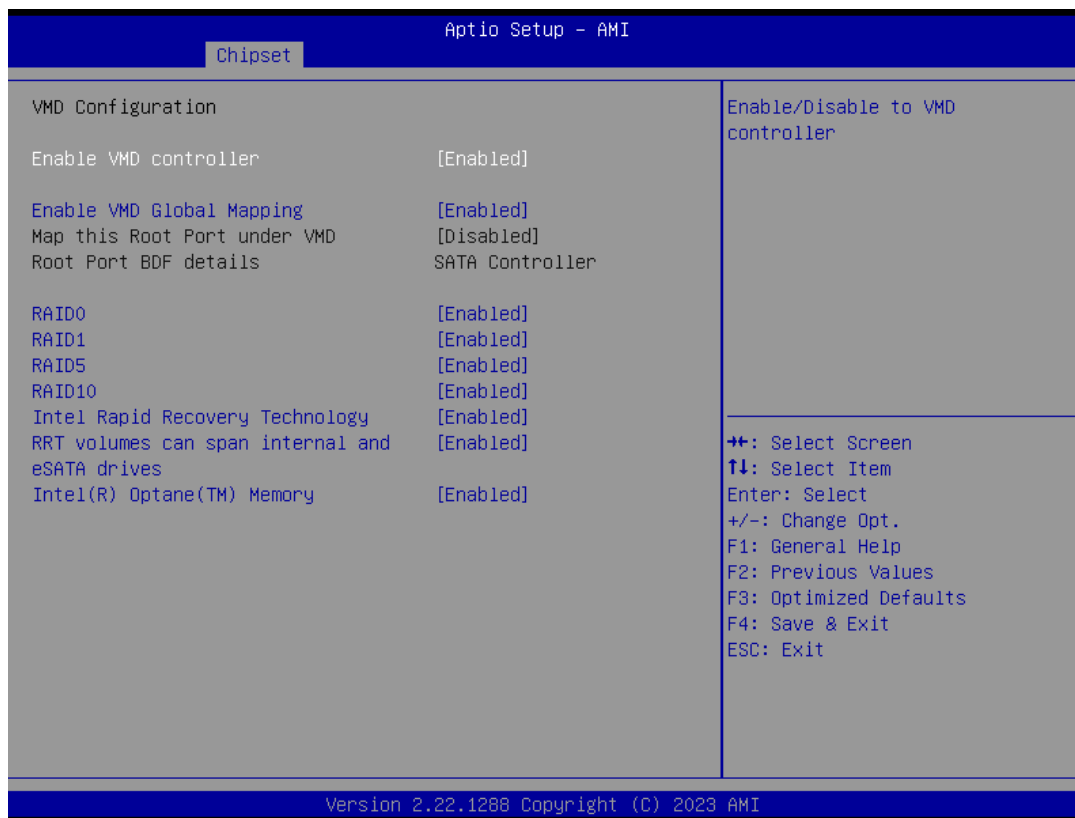 Aptio Setup – AMI
Chipset
VMD Configuration
Enable VMD controller [Enabled]
Enable VMD Global Mapping [Enabled]
Map this Root Port under VMD [Disabled]
Root Port BDF details SATA Controller
RAID0 [Enabled]
RAID1 [Enabled]
RAID5 [Enabled]
RAID10 [Enabled]
Intel Rapid Recovery Technology [Enabled]
RRT volumes can span internal and [Enabled]
eSATA drives
Intel(R) Optane(TM) Memory [Enabled]
Enable/Disable to VMD
controller
→←: Select Screen
↑↓: Select Item
Enter: Select
+/-: Change Opt.
F1: General Help
F2: Previous Values
F3: Optimized Defaults
F4: Save & Exit
ESC: Exit
Version 2.22.1288 Copyright (C) 2023 AMI